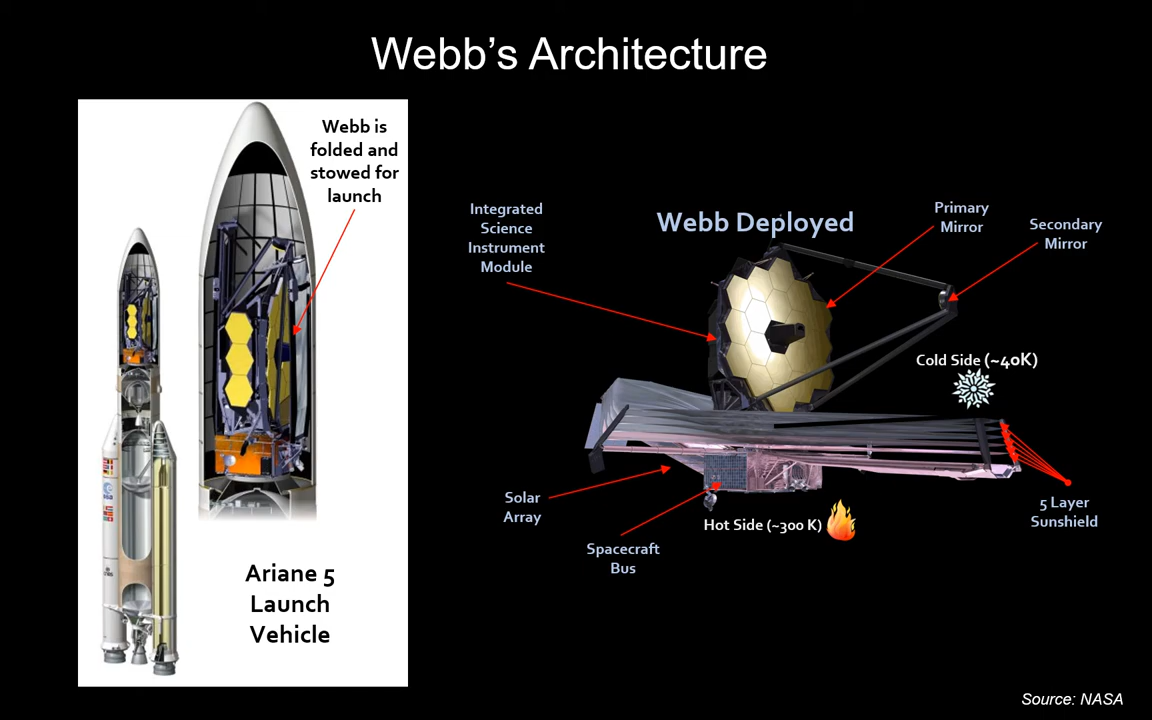 Webb's Architecture
Webb is
folded and
stowed for
launch
Ariane 5
Launch
Vehicle
Integrated
Science
Instrument
Module
Webb Deployed
Primary
Mirror
Secondary
Mirror
Cold Side (~40K)
Solar
Array
Hot Side (~300 K)
Spacecraft
Bus
5 Layer
Sunshield
Source: NASA